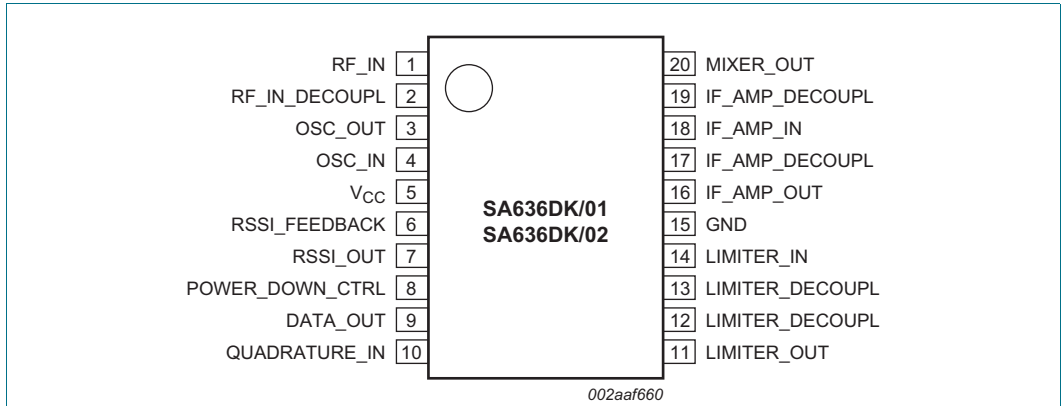 RF_IN 1
RF_IN_DECOUPL 2
OSC_OUT 3
OSC_IN 4
VCC 5
RSSI_FEEDBACK 6
RSSI_OUT 7
POWER_DOWN_CTRL 8
DATA_OUT 9
QUADRATURE_IN 10
SA636DK/01
SA636DK/02
20 MIXER_OUT
19 IF_AMP_DECOUPL
18 IF_AMP_IN
17 IF_AMP_DECOUPL
16 IF_AMP_OUT
15 GND
14 LIMITER_IN
13 LIMITER_DECOUPL
12 LIMITER_DECOUPL
11 LIMITER_OUT
002aaf660